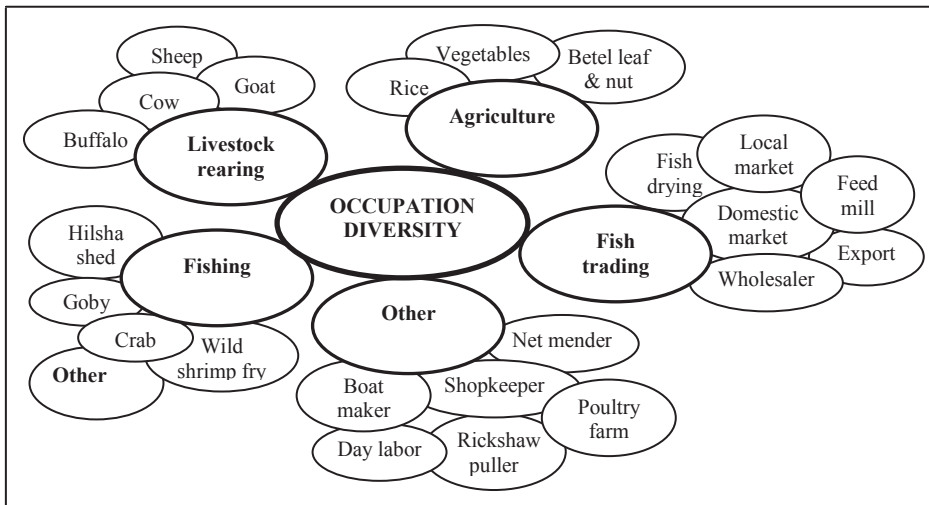 Sheep
Goat
Cow
Buffalo
Livestock
rearing
Vegetables
Rice
Betel leaf
& nut
Agriculture
OCCUPATION
DIVERSITY
Fish
drying
Local
market
Feed
mill
Domestic
market
Export
Wholesaler
Fish
trading
Hilsha
shed
Fishing
Goby
Crab
Wild
shrimp fry
Other
Other
Net mender
Boat
maker
Shopkeeper
Poultry
farm
Day labor
Rickshaw
puller